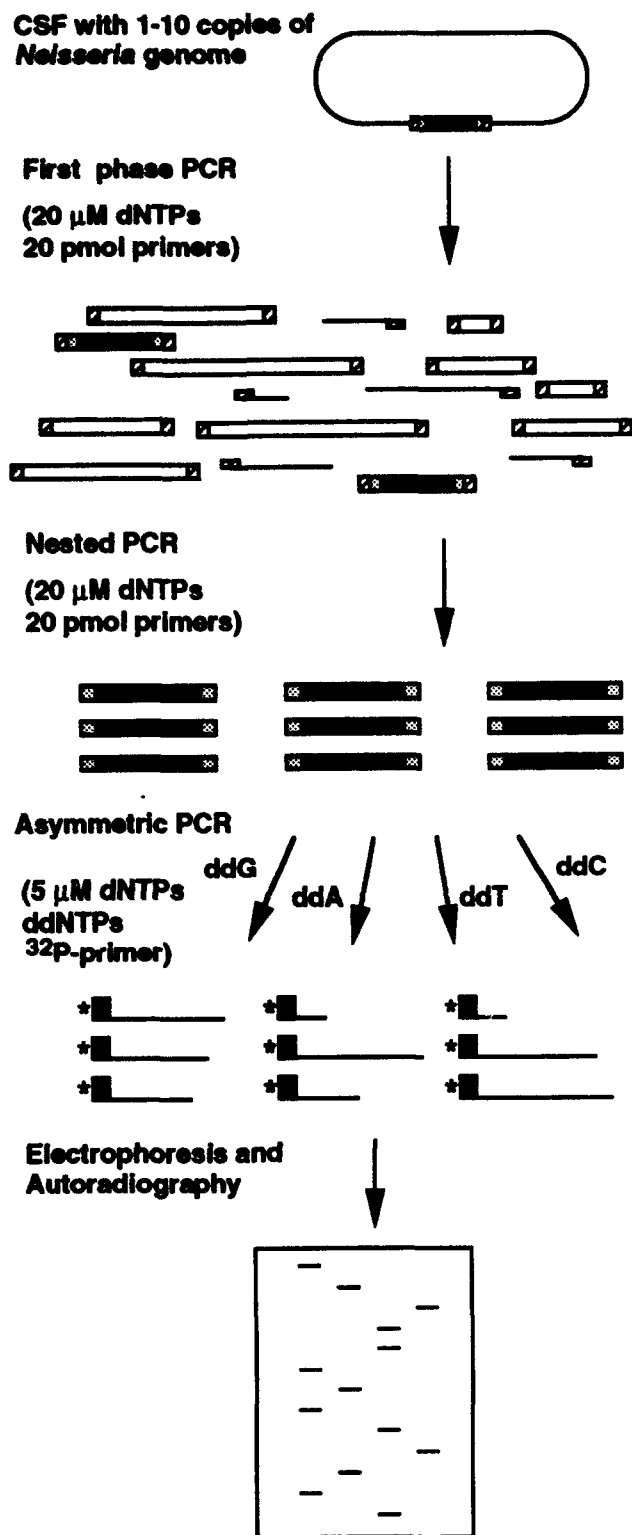 CSF with 1-10 copies of
Neisseria genome
First phase PCR
(20 µM dNTPs
20 pmol primers)
Nested PCR
(20 µM dNTPs
20 pmol primers)
Asymmetric PCR
(5 µM dNTPs
ddNTPs
32P-primer)
ddG
ddA
ddT
ddC
*
*
*
*
*
*
*
*
*
Electrophoresis and
Autoradiography